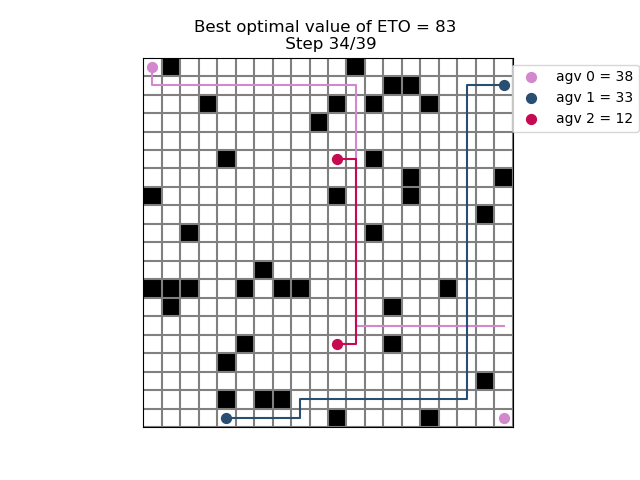 Best optimal value of ETO = 83
Step 34/39
agv 0 = 38
agv 1 = 33
agv 2 = 12